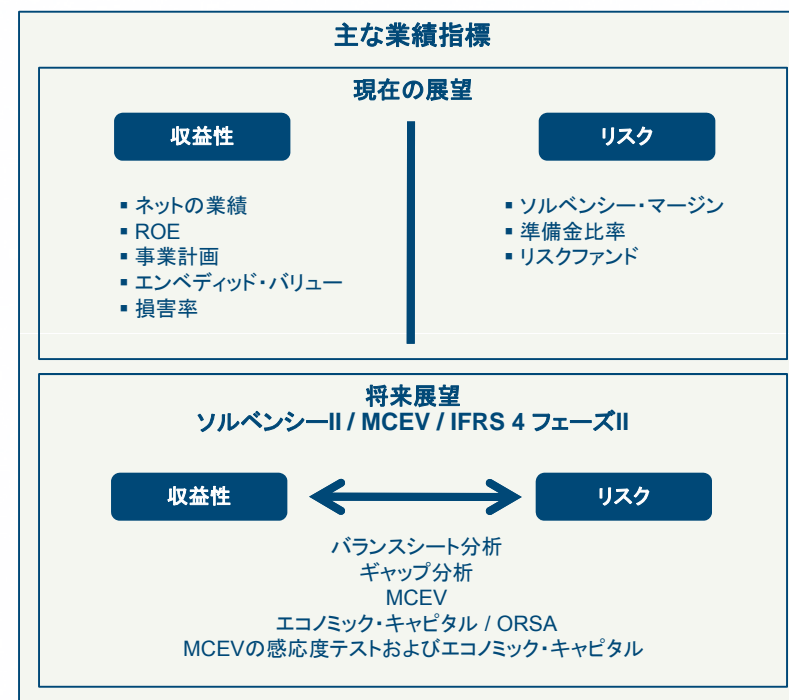 主な業績指標
現在の展望
収益性
▪ ネットの業績
▪ ROE
▪ 事業計画
▪ エンベディッド・バリュー
▪ 損害率
リスク
▪ ソルベンシー・マージン
▪ 準備金比率
▪ リスクファンド
将来展望
ソルベンシーII / MCEV / IFRS 4 フェーズII
収益性
リスク
バランスシート分析
ギャップ分析
MCEV
エコノミック・キャピタル / ORSA
MCEVの感応度テストおよびエコノミック・キャピタル